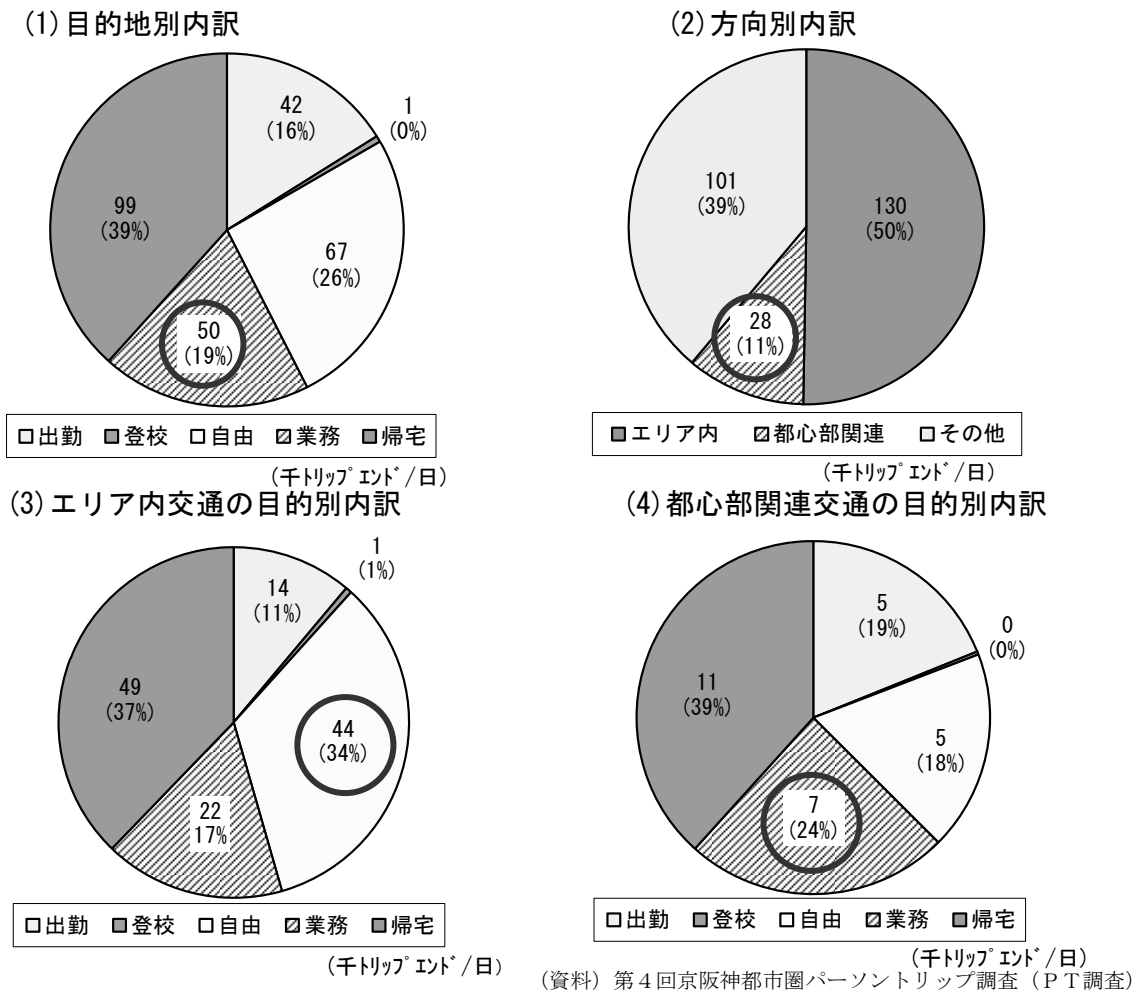 (1)目的地別内訳
42
(16%)
1
(0%)
67
(26%)
50
(19%)
99
(39%)
□出勤 ■登校 □自由 ▨業務 ■帰宅
(千トリップエンド/日)
(2)方向別内訳
130
(50%)
28
(11%)
101
(39%)
■エリア内 ▨都心部関連 □その他
(千トリップエンド/日)
(3)エリア内交通の目的別内訳
14
(11%)
1
(1%)
44
(34%)
22
17%
49
(37%)
□出勤 ■登校 □自由 ▨業務 ■帰宅
(千トリップエンド/日)
(4)都心部関連交通の目的別内訳
5
(19%)
0
(0%)
5
(18%)
7
(24%)
11
(39%)
□出勤 ■登校 □自由 ▨業務 ■帰宅
(千トリップエンド/日)
(資料)第4回京阪神都市圏パーソントリップ調査(PT調査)